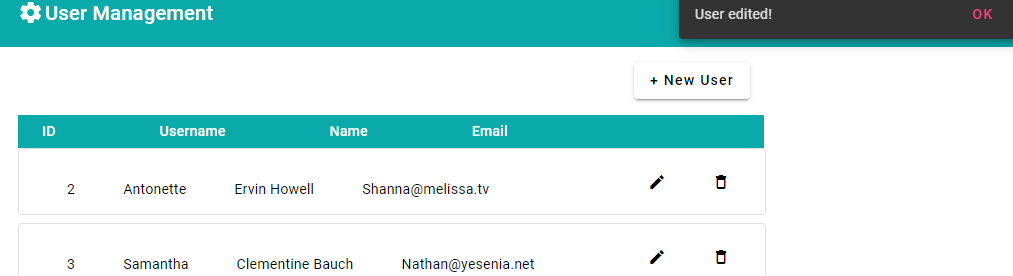 User Management
User edited! OK
+ New User
ID Username Name Email
2 Antonette Ervin Howell Shanna@melissa.tv
3 Samantha Clementine Bauch Nathan@yesenia.net